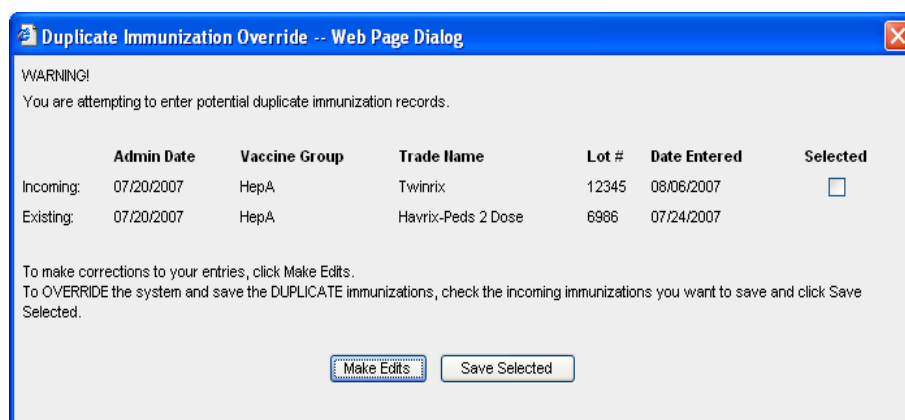 Duplicate Immunization Override -- Web Page Dialog
WARNING!
You are attempting to enter potential duplicate immunization records.
Admin Date Vaccine Group Trade Name Lot # Date Entered Selected
Incoming: 07/20/2007 HepA Twinrix 12345 08/06/2007
Existing: 07/20/2007 HepA Havrix-Peds 2 Dose 6986 07/24/2007
To make corrections to your entries, click Make Edits.
To OVERRIDE the system and save the DUPLICATE immunizations, check the incoming immunizations you want to save and click Save
Selected.
Make Edits Save Selected